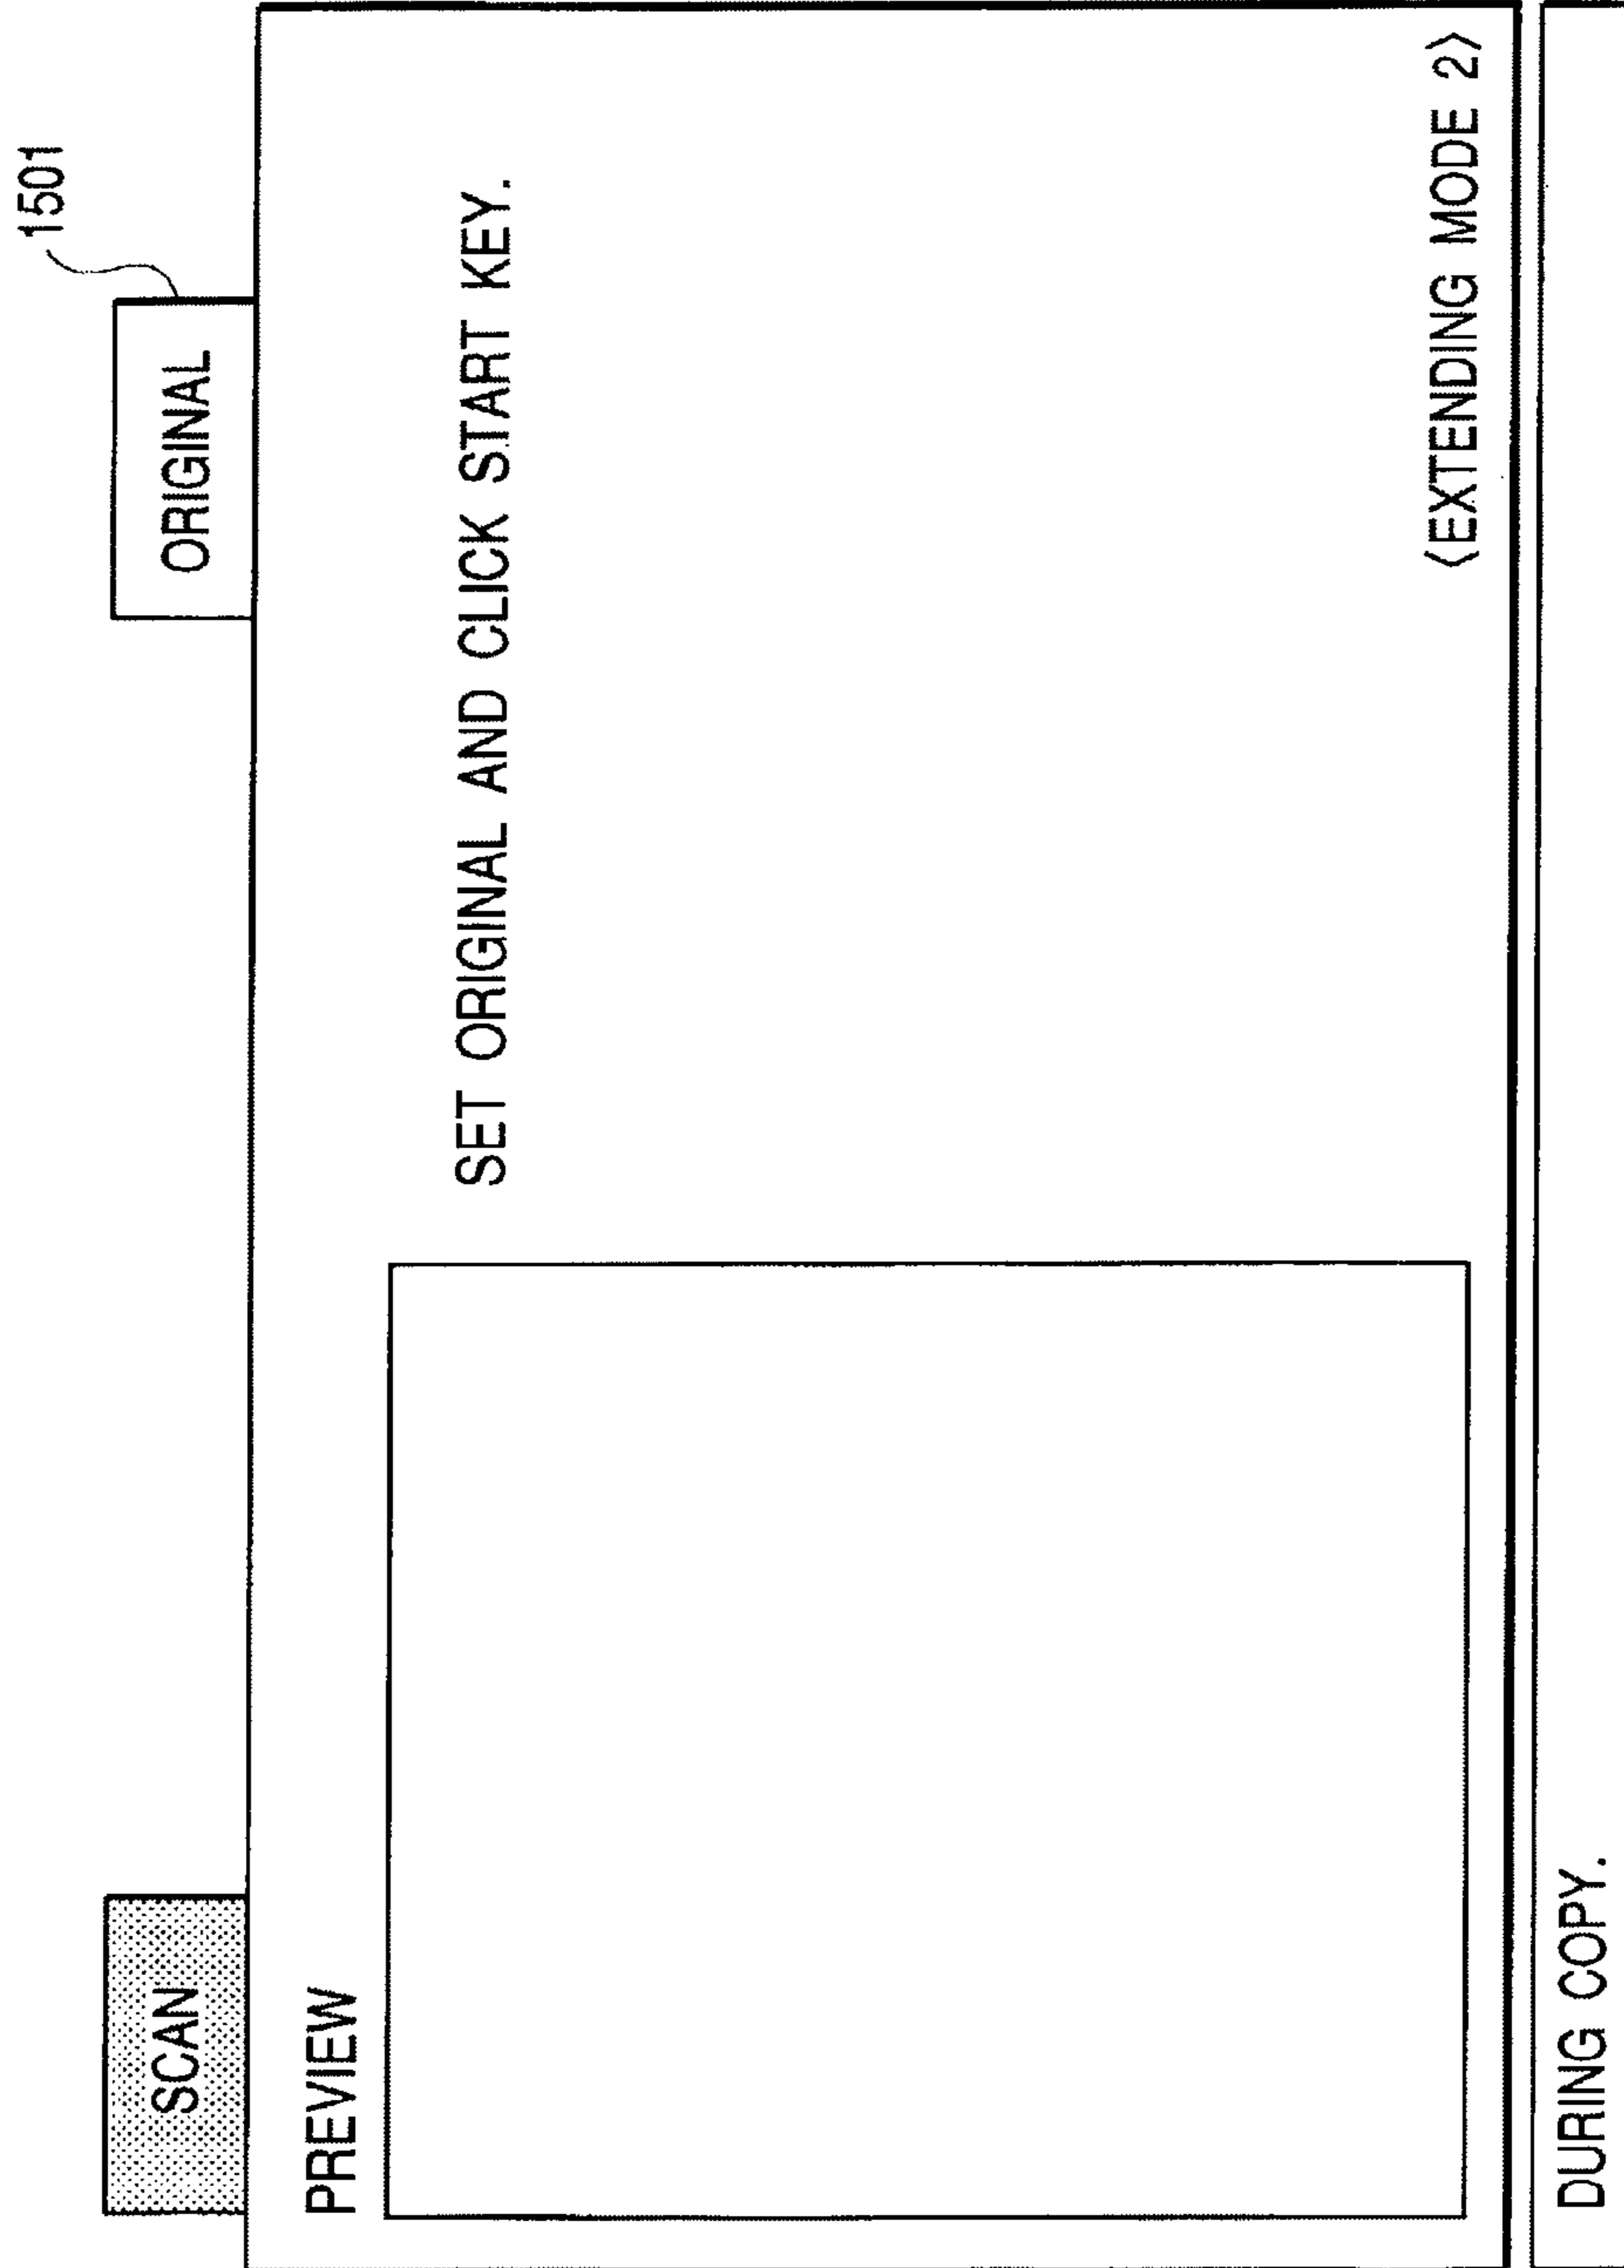 1501
SCAN
ORIGINAL
PREVIEW
SET ORIGINAL AND CLICK START KEY.
〈EXTENDING MODE 2〉
DURING COPY.